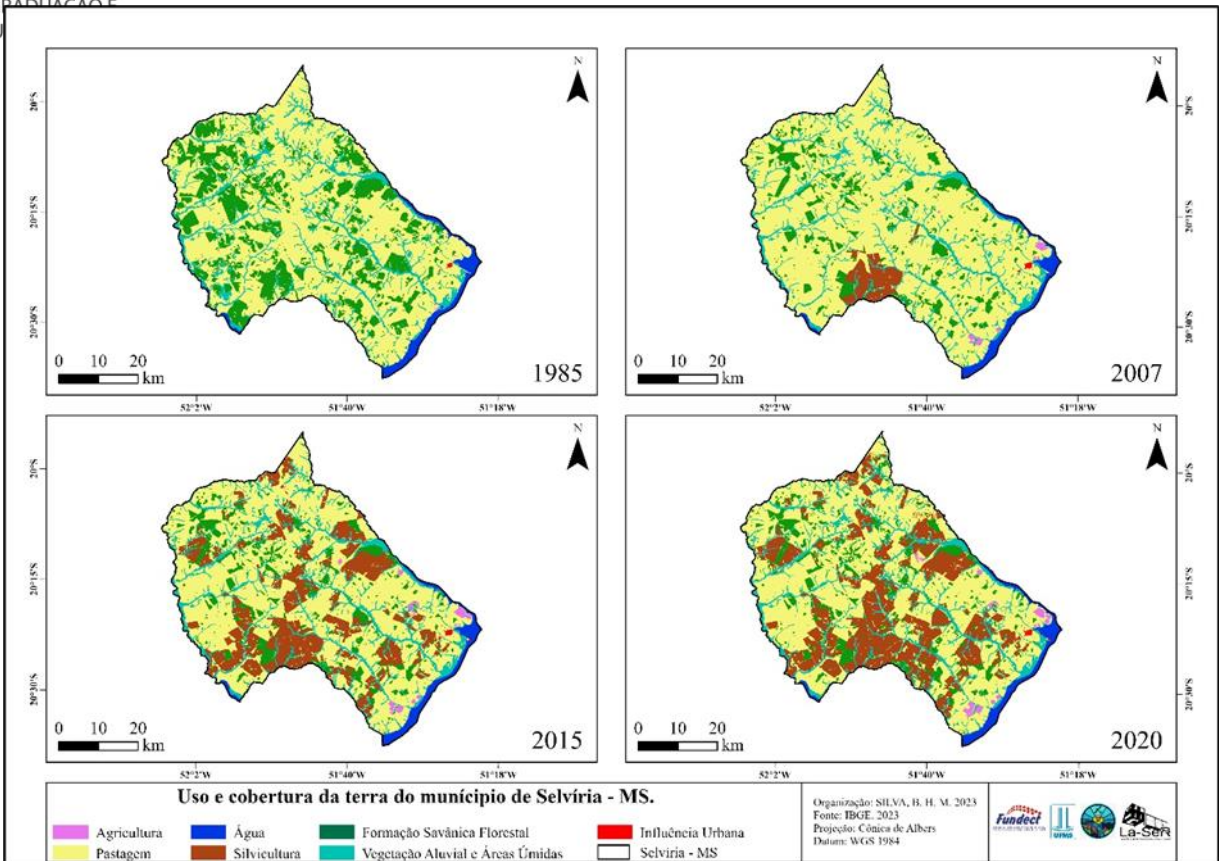 N
N
20°S
20°S
20°15'S
20°15'S
20°30'S
20°30'S
0 10 20
km
1985
0 10 20
km
2007
52°2'W 51°40'W 51°18'W
52°2'W 51°40'W 51°18'W
N
N
20°S
20°S
20°15'S
20°15'S
20°30'S
20°30'S
0 10 20
km
2015
0 10 20
km
2020
52°2'W 51°40'W 51°18'W
52°2'W 51°40'W 51°18'W
Uso e cobertura da terra do munícipio de Selvíria - MS.
Agricultura Água Formação Savânica Florestal Influência Urbana
Pastagem Silvicultura Vegetação Aluvial e Áreas Úmidas Selvíria - MS
Organização: SILVA, B. H. M. 2023
Fonte: IBGE. 2023
Projeção: Cônica de Albers
Datum: WGS 1984
Fundect
UFMS
La-SeR